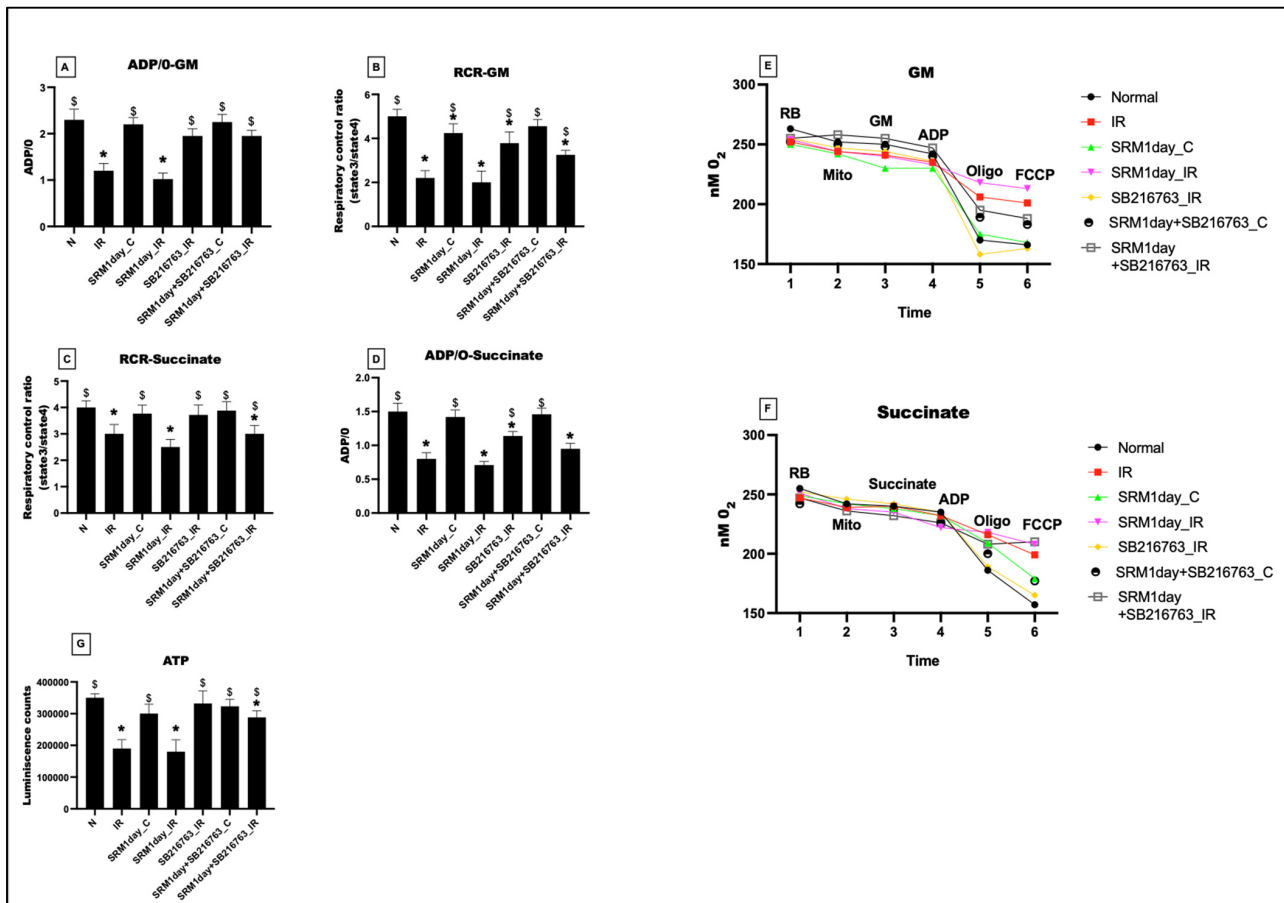 A
ADP/0-GM
ADP/0
3
2
1
0
N
IR
SRM1day_C
SRM1day_IR
SB216763_IR
SRM1day+SB216763_C
SRM1day+SB216763_IR
$
*
$
*
$
$
$
B
RCR-GM
Respiratory control ratio
(state3/state4)
6
4
2
0
N
IR
SRM1day_C
SRM1day_IR
SB216763_IR
SRM1day+SB216763_C
SRM1day+SB216763_IR
$
*
$
*
*
$
*
$
$
*
E
GM
nM 0₂
300
250
200
150
RB
Mito
GM
ADP
Oligo
FCCP
1 2 3 4 5 6
Time
Normal
IR
SRM1day_C
SRM1day_IR
SB216763_IR
SRM1day+SB216763_C
SRM1day
+SB216763_IR
C
RCR-Succinate
Respiratory control ratio
(state3/state4)
5
4
3
2
1
0
N
IR
SRM1day_C
SRM1day_IR
SB216763_IR
SRM1day+SB216763_C
SRM1day+SB216763_IR
$
*
$
*
$
$
$
*
D
ADP/O-Succinate
ADP/0
2.0
1.5
1.0
0.5
0.0
N
IR
SRM1day_C
SRM1day_IR
SB216763_IR
SRM1day+SB216763_C
SRM1day+SB216763_IR
$
*
$
*
$
*
$
*
F
Succinate
nM 0₂
300
250
200
150
RB
Mito
Succinate
ADP
Oligo
FCCP
1 2 3 4 5 6
Time
Normal
IR
SRM1day_C
SRM1day_IR
SB216763_IR
SRM1day+SB216763_C
SRM1day
+SB216763_IR
G
ATP
Luminiscence counts
400000
300000
200000
100000
0
N
IR
SRM1day_C
SRM1day_IR
SB216763_IR
SRM1day+SB216763_C
SRM1day+SB216763_IR
$
*
$
*
$
$
$
*